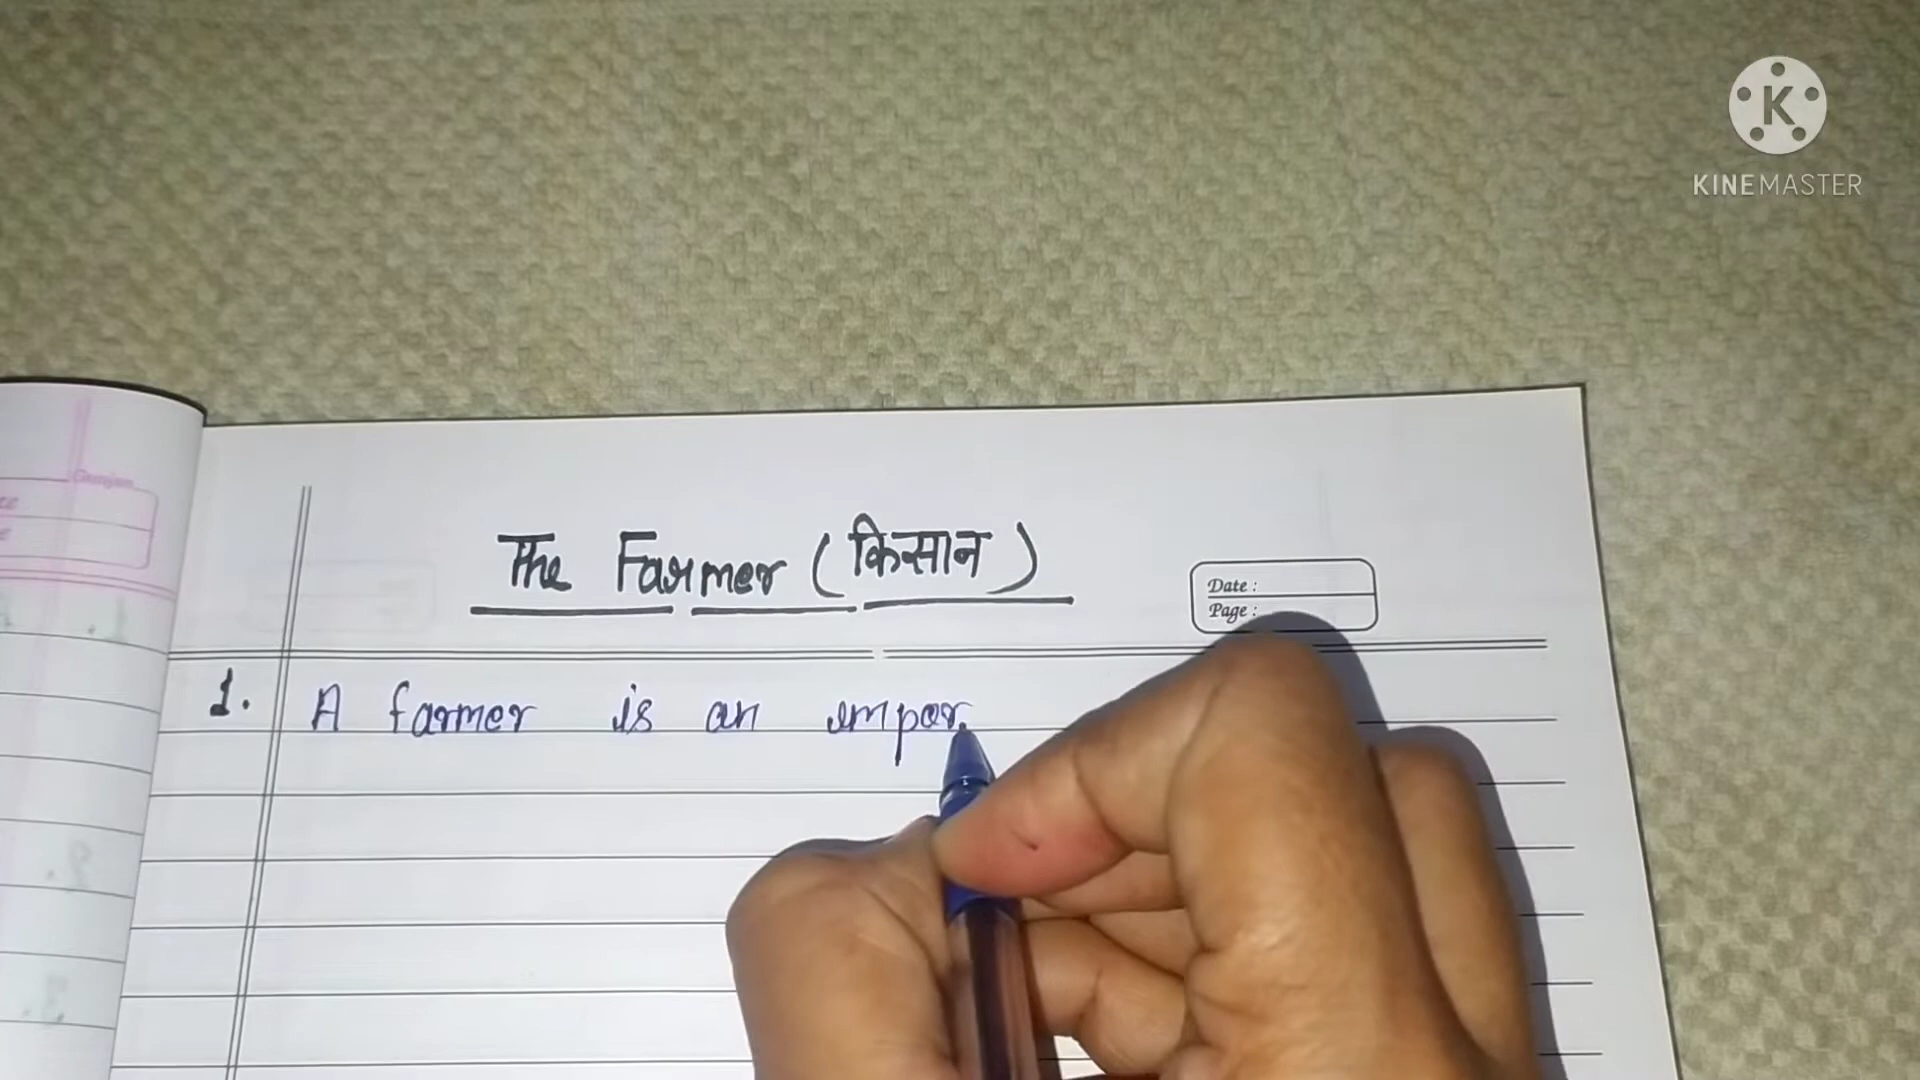 KINEMASTER
The Farmer (किसान)
Date :
Page :
1. A farmer is an impor